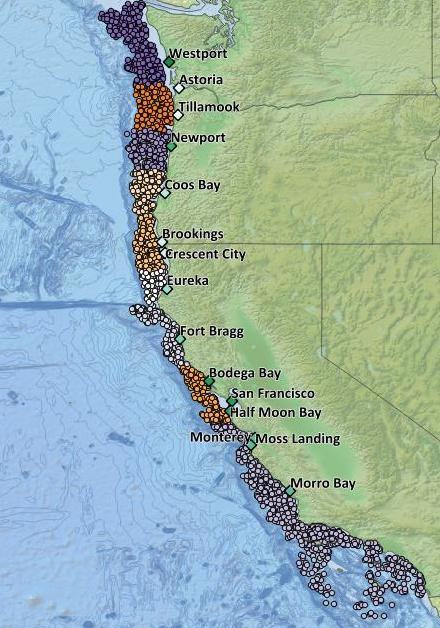 Westport
Astoria
Tillamook
Newport
Coos Bay
Brookings
Crescent City
Eureka
Fort Bragg
Bodega Bay
San Francisco
Half Moon Bay
Monterey Moss Landing
Morro Bay